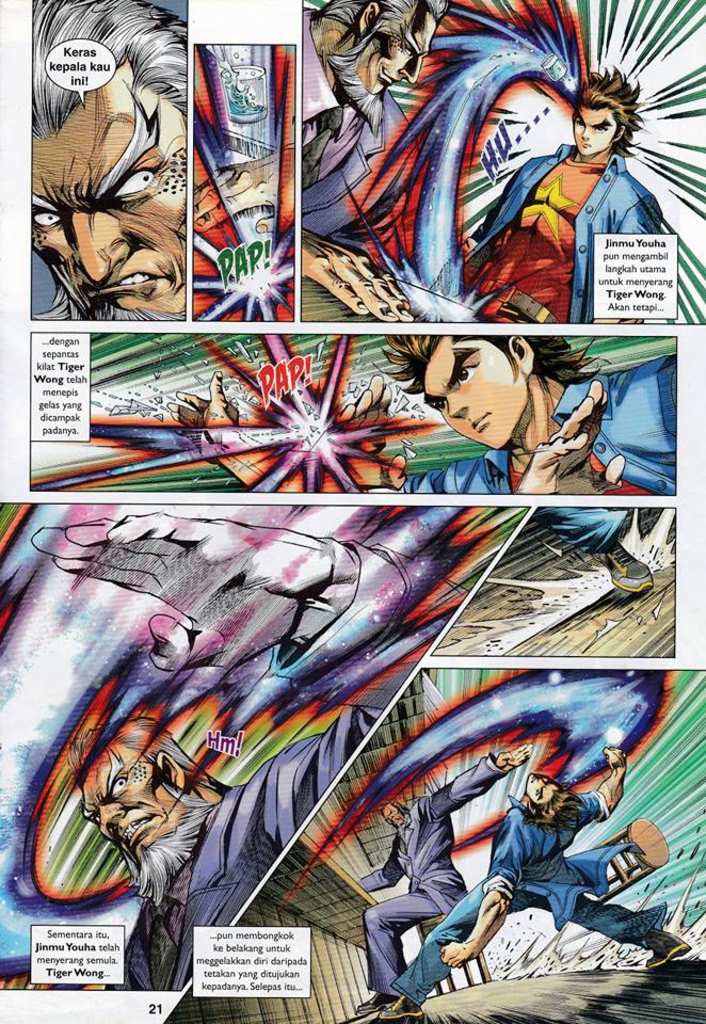 Keras
kepala kau
ini!
PAP!
HU.....
Jinmu Youha
pun mengambil
langkah utama
untuk menyerang
Tiger Wong.
Akan tetapi...
...dengan
sepantas
kilat Tiger
Wong telah
menepis
gelas yang
dicampak
padanya.
PAP!
Hm!
Sementara itu,
Jinmu Youha telah
menyerang semula.
Tiger Wong...
...pun membongkok
ke belakang untuk
menggelakkan diri daripada
tetakan yang ditujukan
kepadanya. Selepas itu...
21